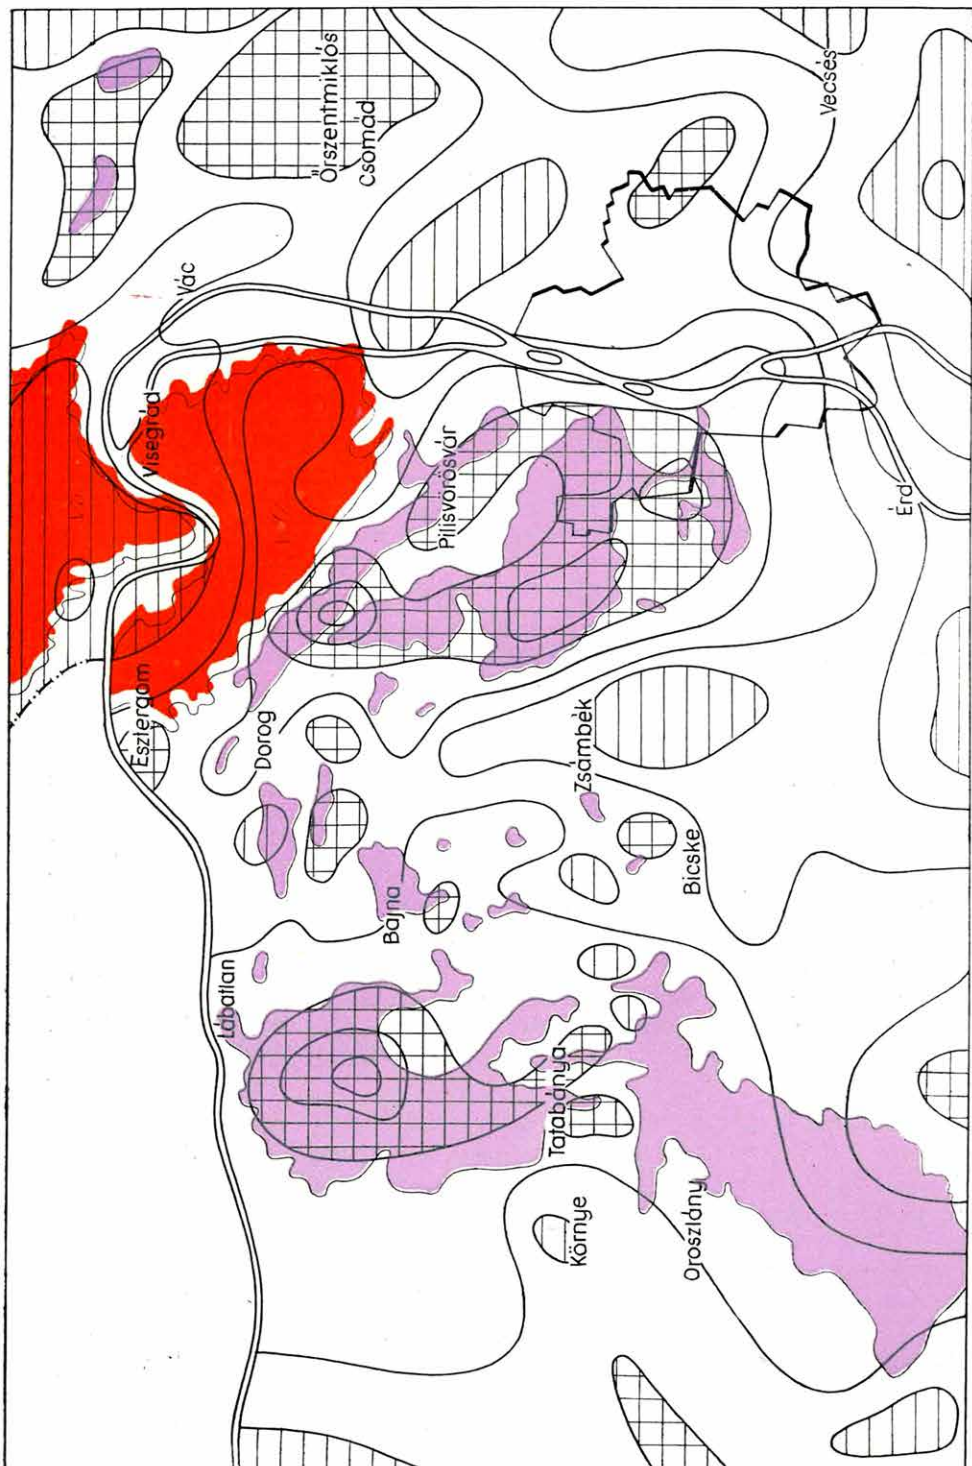 Őrszentmiklós
Csomád
Vecsés
Vác
Visegrád
Pilisvörösvár
Érd
Esztergom
Dorog
Zsámbék
Bicske
Bajna
Lábatlan
Tatabánya
Környe
Oroszlány